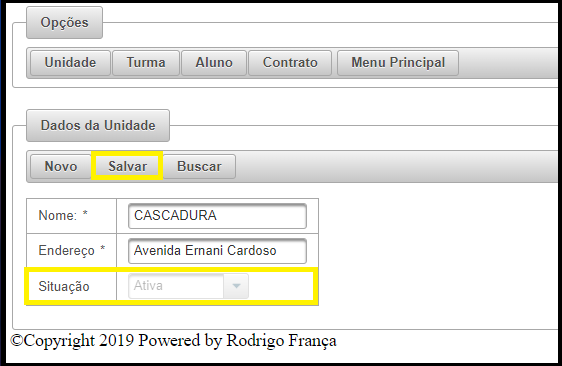 Opções
Unidade Turma Aluno Contrato Menu Principal
Dados da Unidade
Novo Salvar Buscar
Nome: * CASCADURA
Endereço * Avenida Ernani Cardoso
Situação Ativa
©Copyright 2019 Powered by Rodrigo França